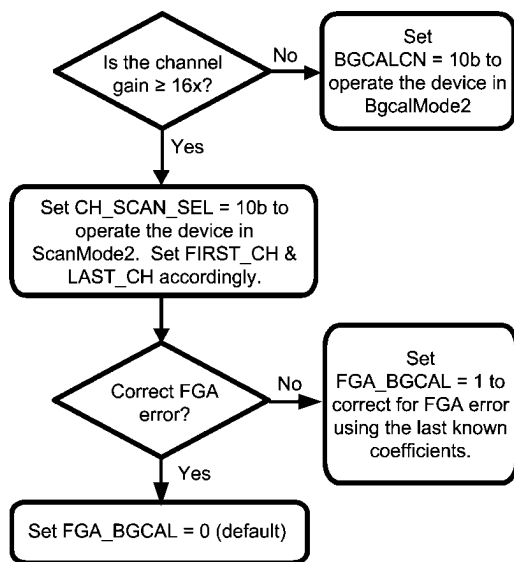 Is the channel
gain ≥ 16x?
No
Set
BGCALCN = 10b to
operate the device in
BgcalMode2
Yes
Set CH_SCAN_SEL = 10b to
operate the device in
ScanMode2. Set FIRST_CH &
LAST_CH accordingly.
Correct FGA
error?
No
Set
FGA_BGCAL = 1 to
correct for FGA error
using the last known
coefficients.
Yes
Set FGA_BGCAL = 0 (default)